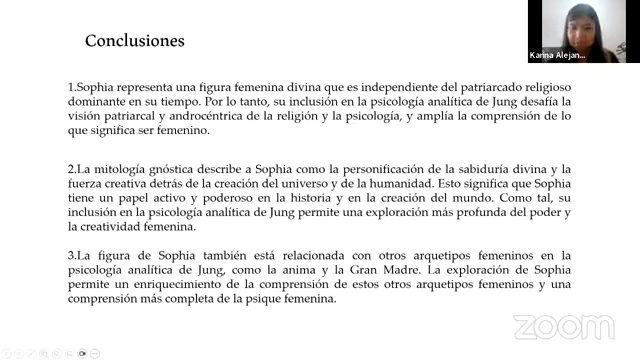 Conclusiones
Karina Alejan...
1.Sophia representa una figura femenina divina que es independiente del patriarcado religioso
dominante en su tiempo. Por lo tanto, su inclusión en la psicología analítica de Jung desafía la
visión patriarcal y androcéntrica de la religión y la psicología, y amplía la comprensión de lo
que significa ser femenino.
2.La mitología gnóstica describe a Sophia como la personificación de la sabiduría divina y la
fuerza creativa detrás de la creación del universo y de la humanidad. Esto significa que Sophia
tiene un papel activo y poderoso en la historia y en la creación del mundo. Como tal, su
inclusión en la psicología analítica de Jung permite una exploración más profunda del poder y
la creatividad femenina.
3.La figura de Sophia también está relacionada con otros arquetipos femeninos en la
psicología analítica de Jung, como la anima y la Gran Madre. La exploración de Sophia
permite un enriquecimiento de la comprensión de estos otros arquetipos femeninos y una
comprensión más completa de la psique femenina.
zoom